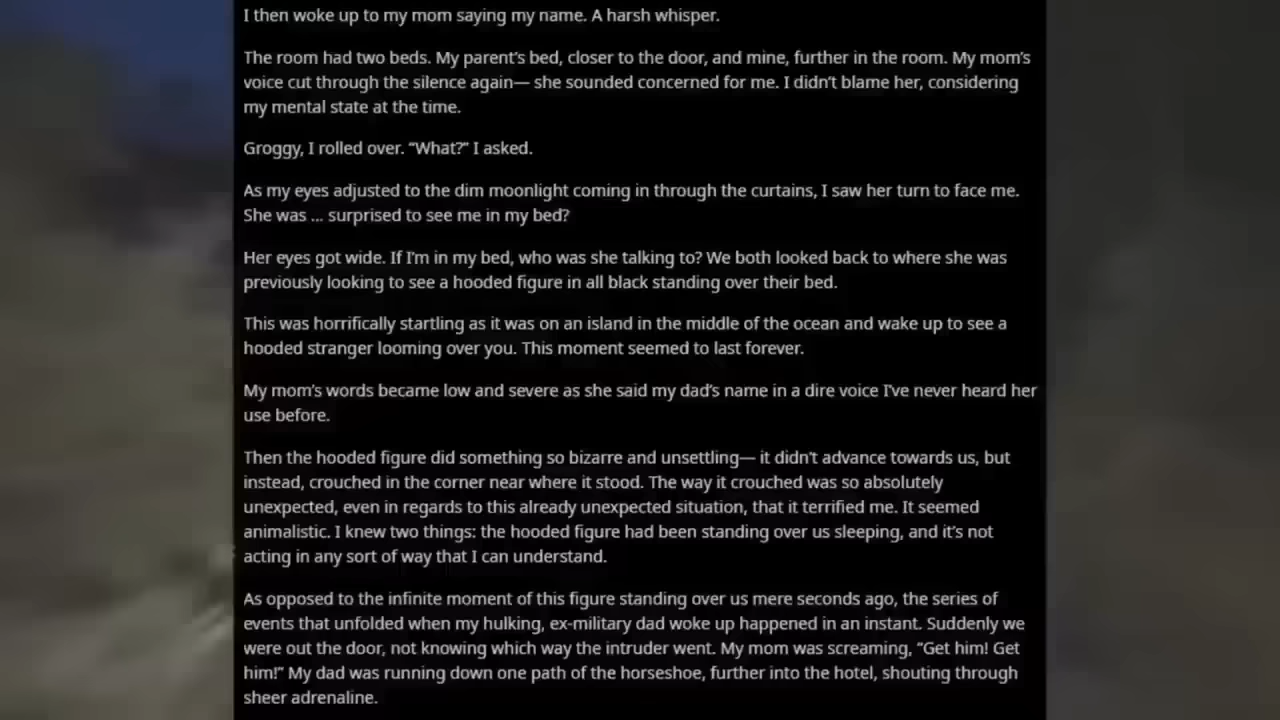 I then woke up to my mom saying my name. A harsh whisper.
The room had two beds. My parent's bed, closer to the door, and mine, further in the room. My mom's
voice cut through the silence again— she sounded concerned for me. I didn't blame her, considering
my mental state at the time.
Groggy, I rolled over. “What?” I asked.
As my eyes adjusted to the dim moonlight coming in through the curtains, I saw her turn to face me.
She was ... surprised to see me in my bed?
Her eyes got wide. If I'm in my bed, who was she talking to? We both looked back to where she was
previously looking to see a hooded figure in all black standing over their bed.
This was horrifically startling as it was on an island in the middle of the ocean and wake up to see a
hooded stranger looming over you. This moment seemed to last forever.
My mom's words became low and severe as she said my dad's name in a dire voice I've never heard her
use before.
Then the hooded figure did something so bizarre and unsettling— it didn't advance towards us, but
instead, crouched in the corner near where it stood. The way it crouched was so absolutely
unexpected, even in regards to this already unexpected situation, that it terrified me. It seemed
animalistic. I knew two things: the hooded figure had been standing over us sleeping, and it's not
acting in any sort of way that I can understand.
As opposed to the infinite moment of this figure standing over us mere seconds ago, the series of
events that unfolded when my hulking, ex-military dad woke up happened in an instant. Suddenly we
were out the door, not knowing which way the intruder went. My mom was screaming, “Get him! Get
him!” My dad was running down one path of the horseshoe, further into the hotel, shouting through
sheer adrenaline.